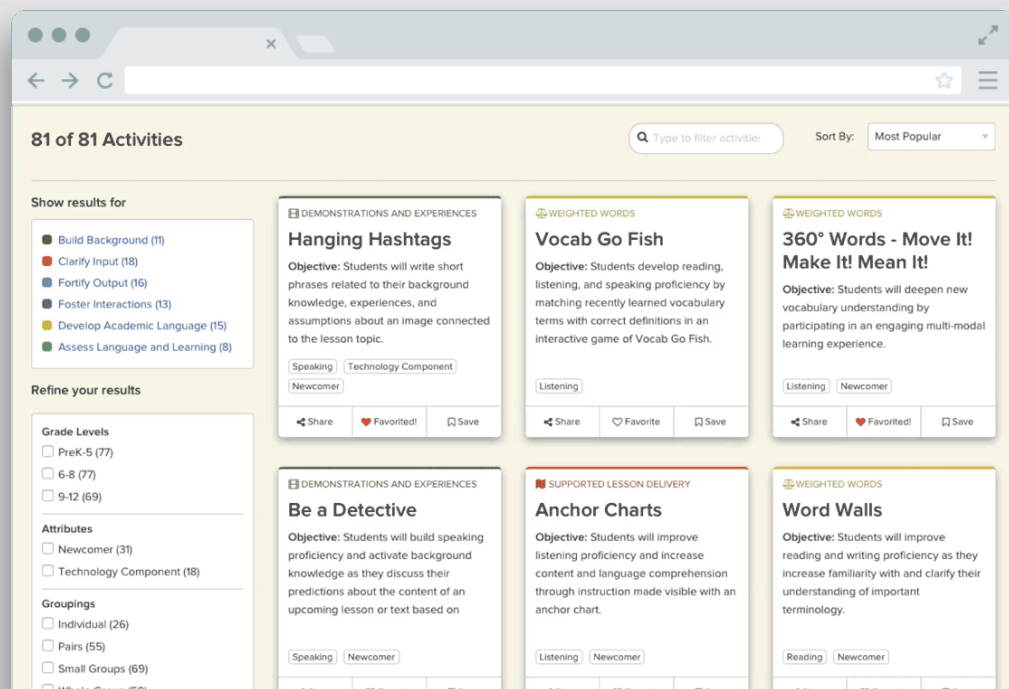 81 of 81 Activities
Type to filter activities
Sort By:
Most Popular
Show results for
Build Background (11)
Clarify Input (18)
Fortify Output (16)
Foster Interactions (13)
Develop Academic Language (15)
Assess Language and Learning (8)
Refine your results
Grade Levels
PreK-5 (77)
6-8 (77)
9-12 (69)
Attributes
Newcomer (31)
Technology Component (18)
Groupings
Individual (26)
Pairs (55)
Small Groups (69)
DEMONSTRATIONS AND EXPERIENCES
Hanging Hashtags
Objective: Students will write short
phrases related to their background
knowledge, experiences, and
assumptions about an image connected
to the lesson topic.
Speaking
Technology Component
Newcomer
Share
Favorited!
Save
WEIGHTED WORDS
Vocab Go Fish
Objective: Students develop reading,
listening, and speaking proficiency by
matching recently learned vocabulary
terms with correct definitions in an
interactive game of Vocab Go Fish.
Listening
Share
Favorite
Save
WEIGHTED WORDS
360° Words - Move It!
Make It! Mean It!
Objective: Students will deepen new
vocabulary understanding by
participating in an engaging multi-modal
learning experience.
Listening
Newcomer
Share
Favorited!
Save
DEMONSTRATIONS AND EXPERIENCES
Be a Detective
Objective: Students will build speaking
proficiency and activate background
knowledge as they discuss their
predictions about the content of an
upcoming lesson or text based on
Speaking
Newcomer
SUPPORTED LESSON DELIVERY
Anchor Charts
Objective: Students will improve
listening proficiency and increase
content and language comprehension
through instruction made visible with an
anchor chart.
Listening
Newcomer
WEIGHTED WORDS
Word Walls
Objective: Students will improve
reading and writing proficiency as they
increase familiarity with and clarify their
understanding of important
terminology.
Reading
Newcomer